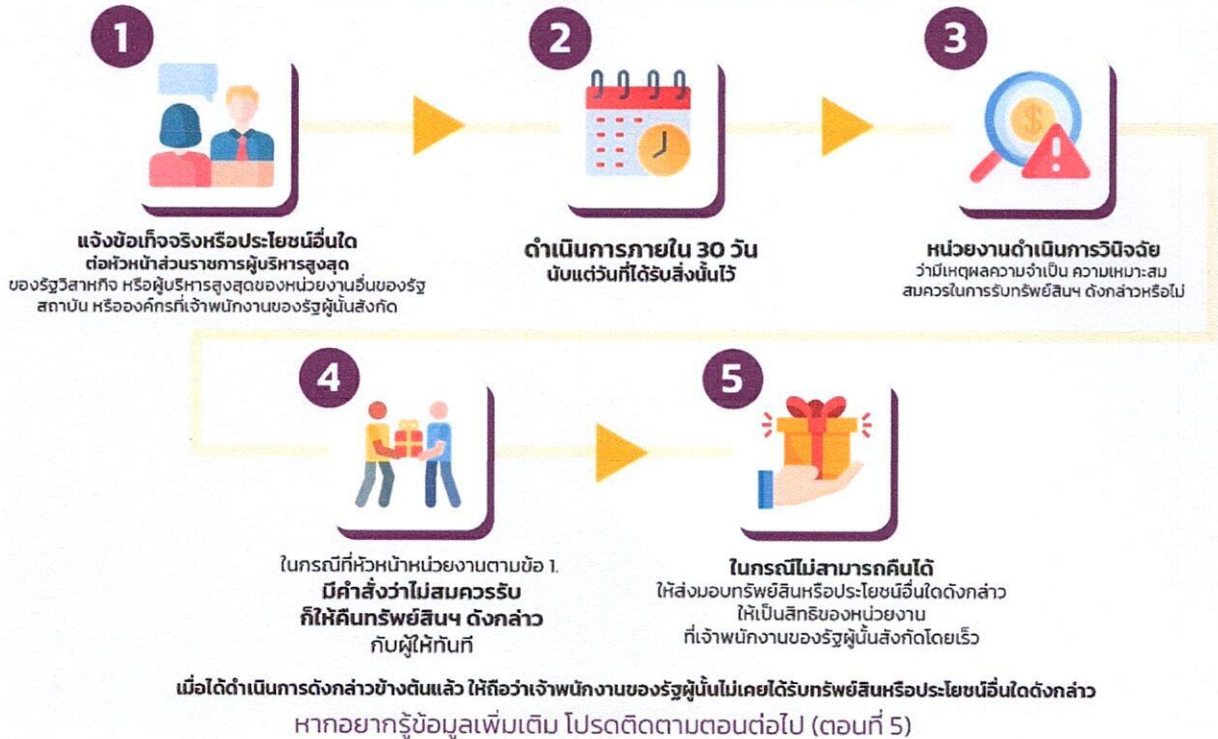 1
แจ้งข้อเท็จจริงหรือประโยชน์อื่นใด
ต่อหัวหน้าส่วนราชการผู้บริหารสูงสุด
ของรัฐวิสาหกิจ หรือผู้บริหารสูงสุดของหน่วยงานอื่นของรัฐ
สถาบัน หรือองค์กรที่เจ้าพนักงานของรัฐผู้นั้นสังกัด
2
ดำเนินการภายใน 30 วัน
นับแต่วันที่ได้รับสิ่งนั้นไว้
3
หน่วยงานดำเนินการวินิจฉัย
ว่ามีเหตุผลความจำเป็น ความเหมาะสม
สมควรในการรับทรัพย์สินฯ ดังกล่าวหรือไม่
4
ในกรณีที่หัวหน้าหน่วยงานตามข้อ 1.
มีคำสั่งว่าไม่สมควรรับ
ก็ให้คืนทรัพย์สินฯ ดังกล่าว
กับผู้ให้ทันที
5
ในกรณีไม่สามารถคืนได้
ให้ส่งมอบทรัพย์สินหรือประโยชน์อื่นใดดังกล่าว
ให้เป็นสิทธิของหน่วยงาน
ที่เจ้าพนักงานของรัฐผู้นั้นสังกัดโดยเร็ว
เมื่อได้ดำเนินการดังกล่าวข้างต้นแล้ว ให้ถือว่าเจ้าพนักงานของรัฐผู้นั้นไม่เคยได้รับทรัพย์สินหรือประโยชน์อื่นใดดังกล่าว
หากอยากรู้ข้อมูลเพิ่มเติม โปรดติดตามตอนต่อไป (ตอนที่ 5)